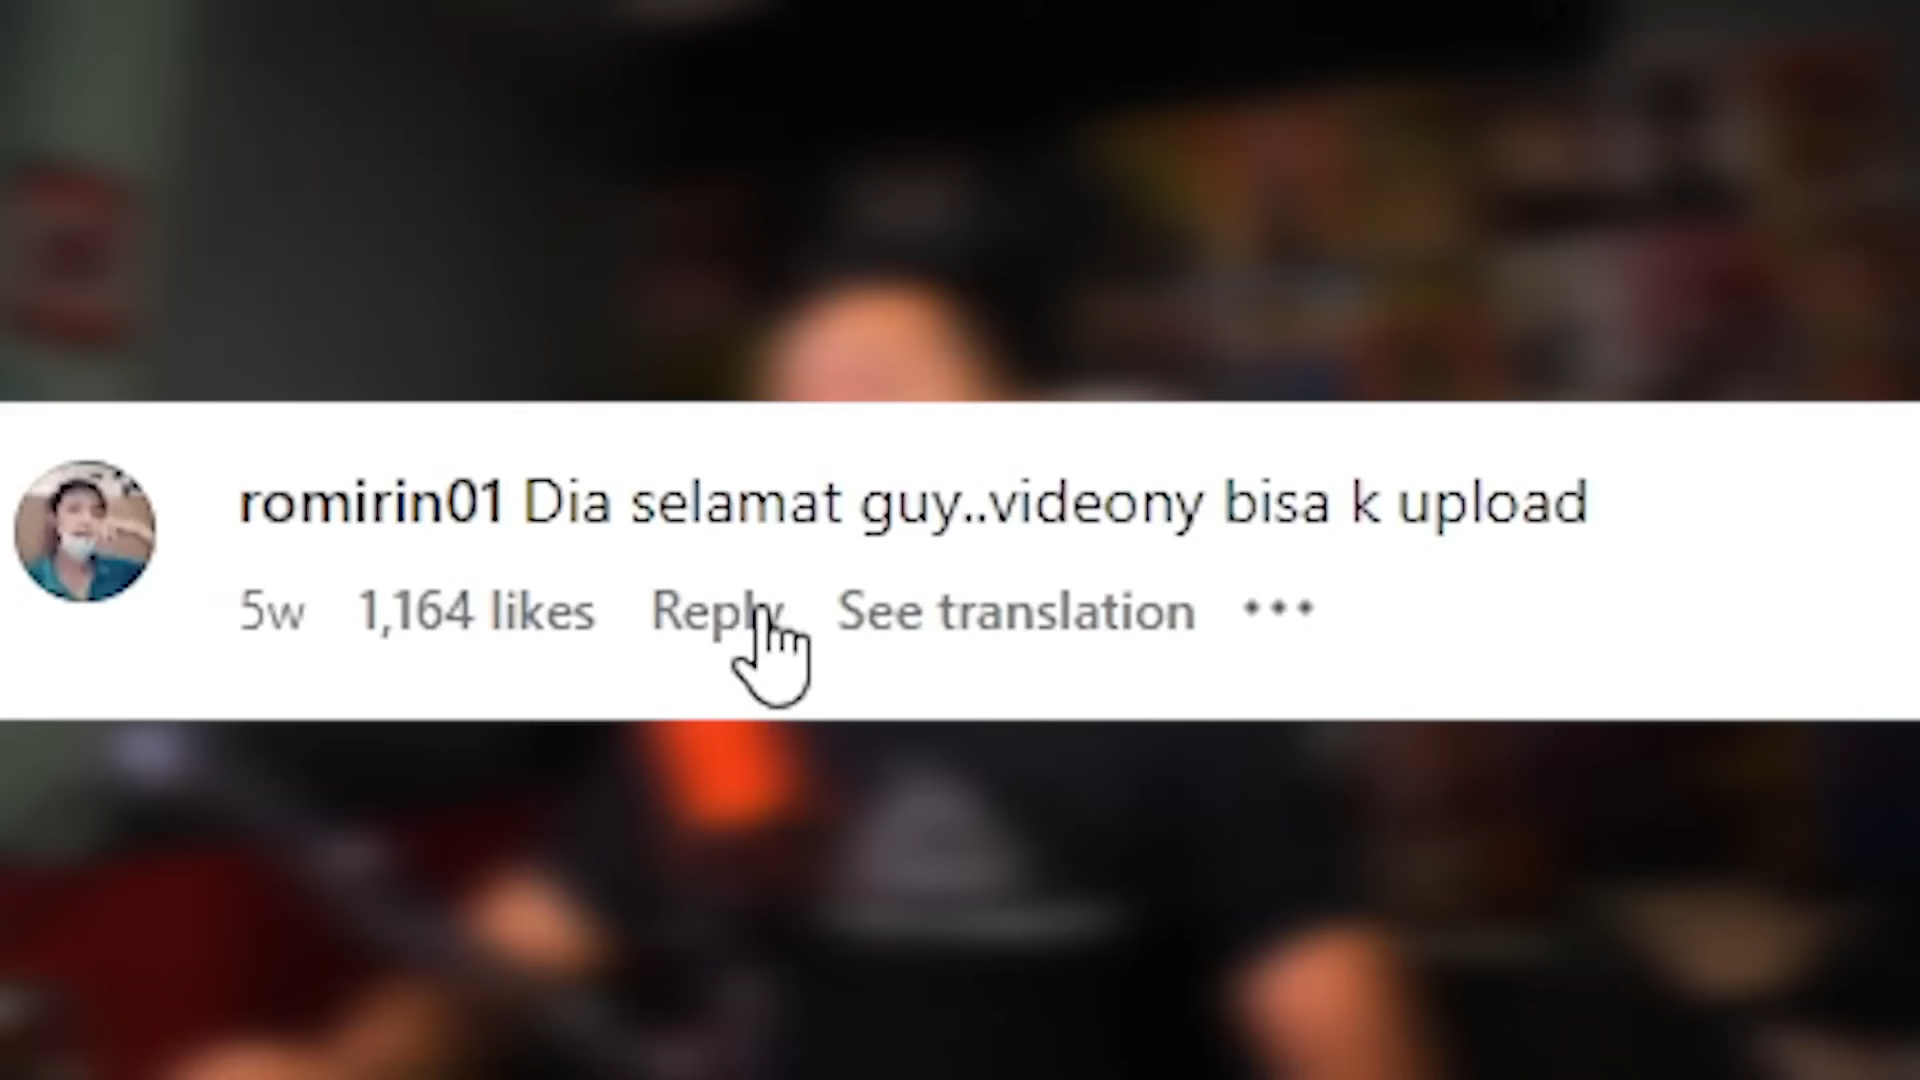 romirin01 Dia selamat guy..videony bisa k upload
5w 1,164 likes Reply See translation •••